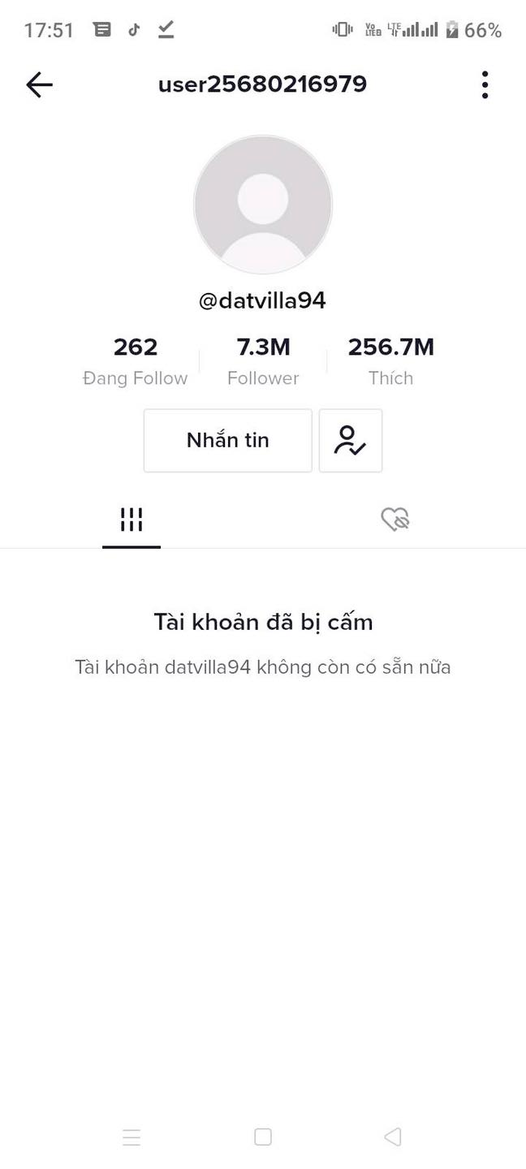 17:51 66%
user25680216979
@datvilla94
262 7.3M 256.7M
Đang Follow Follower Thích
Nhắn tin
Tài khoản đã bị cấm
Tài khoản datvilla94 không còn có sẵn nữa